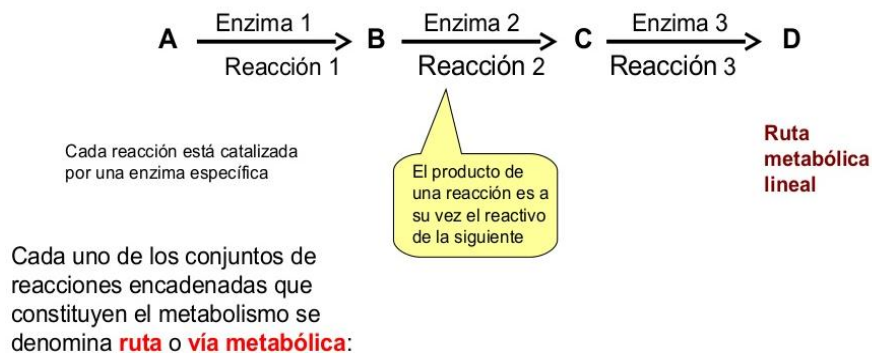 Enzima 1 Enzima 2 Enzima 3
A B C D
Reacción 1 Reacción 2 Reacción 3
Cada reacción está catalizada
por una enzima específica
El producto de
una reacción es a
su vez el reactivo
de la siguiente
Ruta
metabólica
lineal
Cada uno de los conjuntos de
reacciones encadenadas que
constituyen el metabolismo se
denomina ruta o vía metabólica: